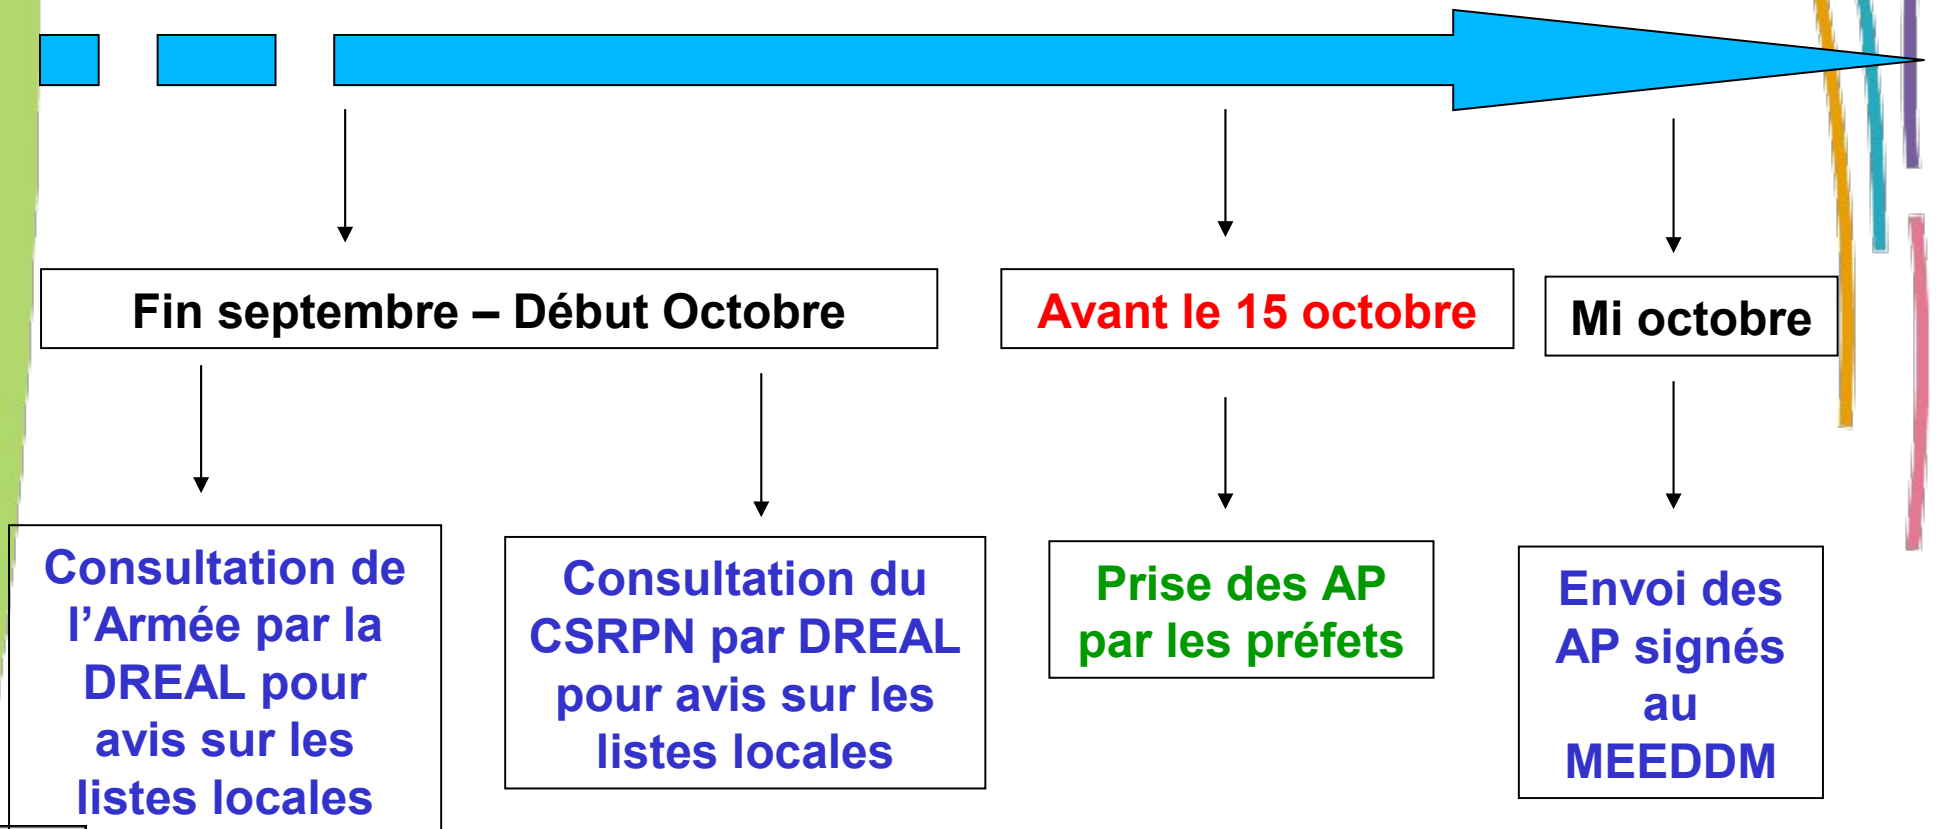 Fin septembre – Début Octobre
Avant le 15 octobre
Mi octobre
Consultation de
l’Armée par la
DREAL pour
avis sur les
listes locales
Consultation du
CSRPN par DREAL
pour avis sur les
listes locales
Prise des AP
par les préfets
Envoi des
AP signés
au
MEEDDM